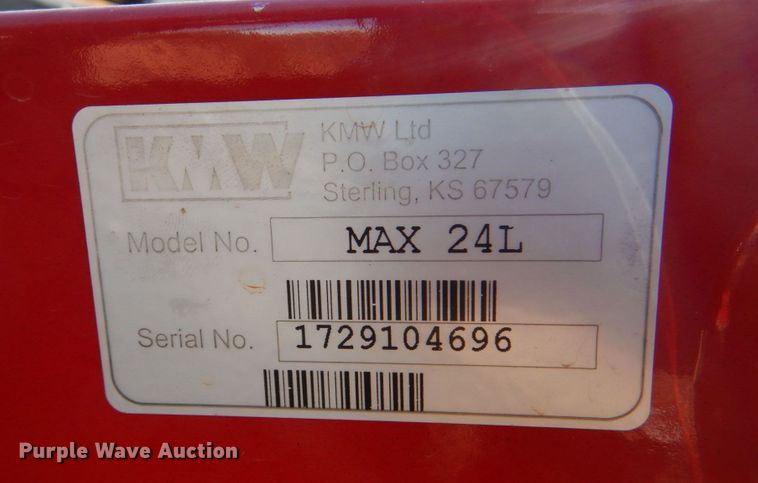 KMW
KMW Ltd
P.O. Box 327
Sterling, KS 67579
Model No. MAX 24L
Serial No. 1729104696
Purple Wave Auction